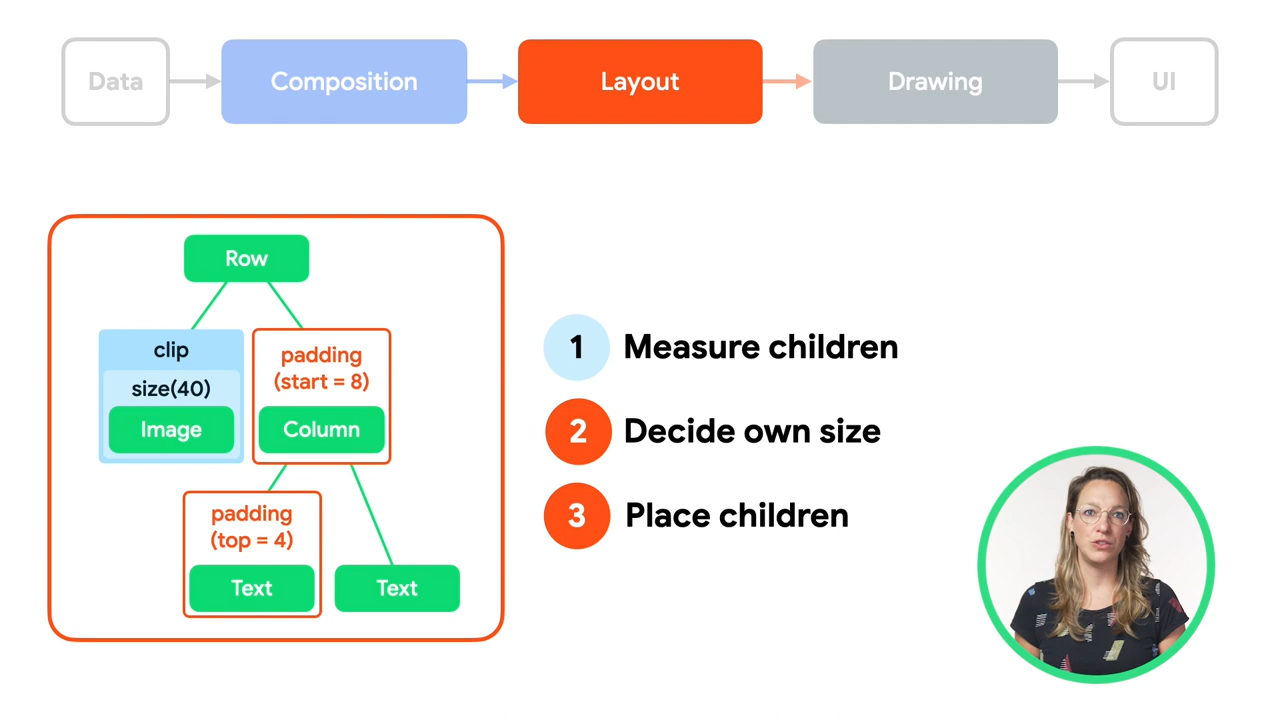 Data
Composition
Layout
Drawing
UI
Row
clip
size(40)
Image
padding
(start = 8)
Column
padding
(top = 4)
Text
Text
1 Measure children
2 Decide own size
3 Place children